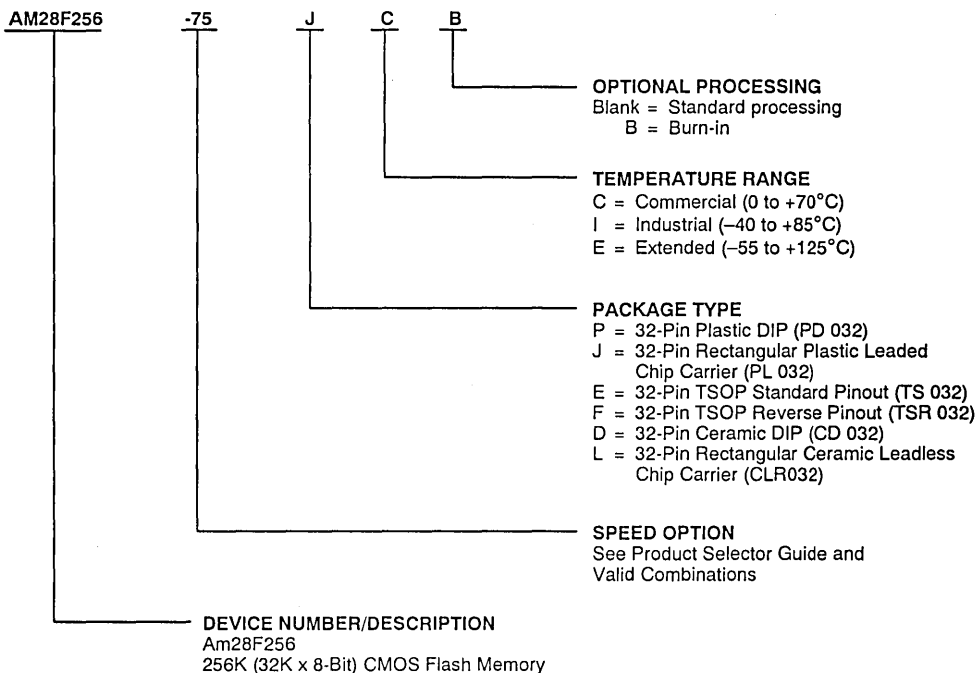 AM28F256 -75 J C B
OPTIONAL PROCESSING
Blank = Standard processing
B = Burn-in
TEMPERATURE RANGE
C = Commercial (0 to +70°C)
I = Industrial (–40 to +85°C)
E = Extended (–55 to +125°C)
PACKAGE TYPE
P = 32-Pin Plastic DIP (PD 032)
J = 32-Pin Rectangular Plastic Leaded
Chip Carrier (PL 032)
E = 32-Pin TSOP Standard Pinout (TS 032)
F = 32-Pin TSOP Reverse Pinout (TSR 032)
D = 32-Pin Ceramic DIP (CD 032)
L = 32-Pin Rectangular Ceramic Leadless
Chip Carrier (CLR032)
SPEED OPTION
See Product Selector Guide and
Valid Combinations
DEVICE NUMBER/DESCRIPTION
Am28F256
256K (32K x 8-Bit) CMOS Flash Memory